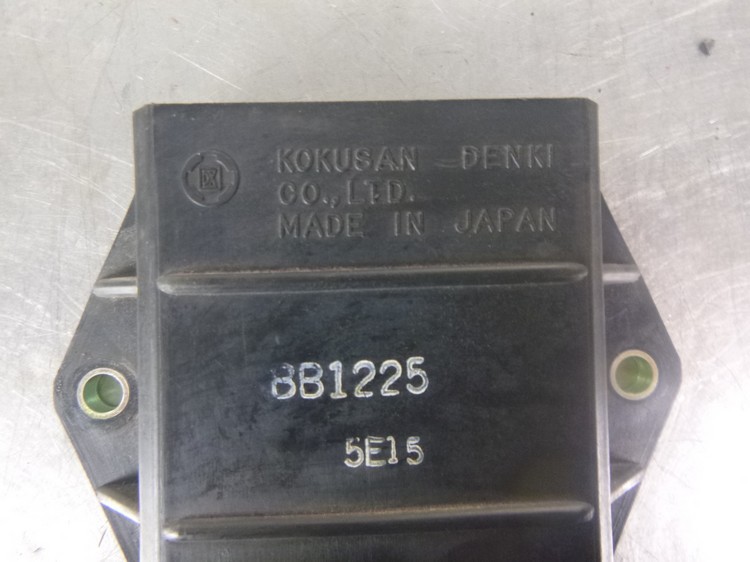 KOKUSAN DENKI
CO.,LTD.
MADE IN JAPAN
BB1225
5E15